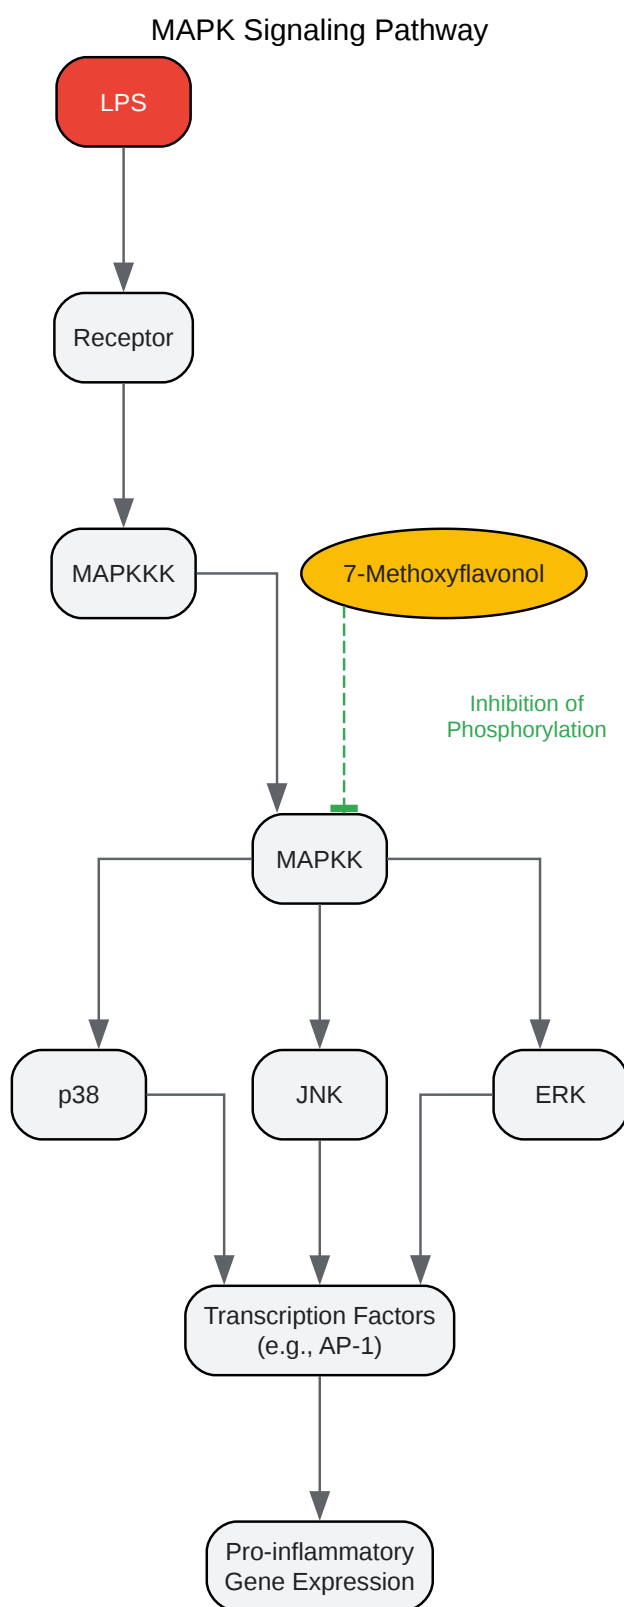 MAPK Signaling Pathway
LPS
Receptor
MAPKKK
7-Methoxyflavonol
Inhibition of
Phosphorylation
MAPKK
p38
JNK
ERK
Transcription Factors
(e.g., AP-1)
Pro-inflammatory
Gene Expression